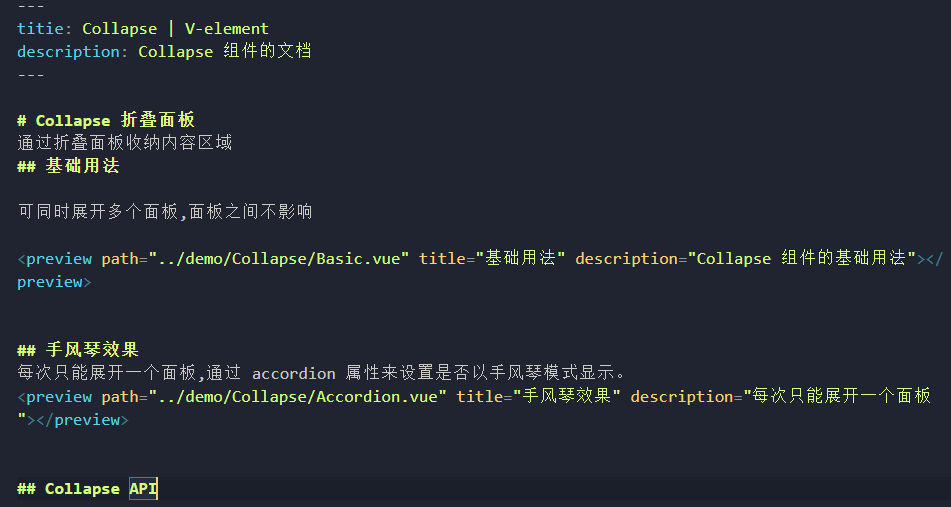 ---
titie: Collapse | V-element
description: Collapse 组件的文档
---
# Collapse 折叠面板
通过折叠面板收纳内容区域
## 基础用法
可同时展开多个面板,面板之间不影响
<preview path="../demo/Collapse/Basic.vue" title="基础用法" description="Collapse 组件的基础用法"></
preview>
## 手风琴效果
每次只能展开一个面板,通过 accordion 属性来设置是否以手风琴模式显示。
<preview path="../demo/Collapse/Accordion.vue" title="手风琴效果" description="每次只能展开一个面板
"></preview>
## Collapse API